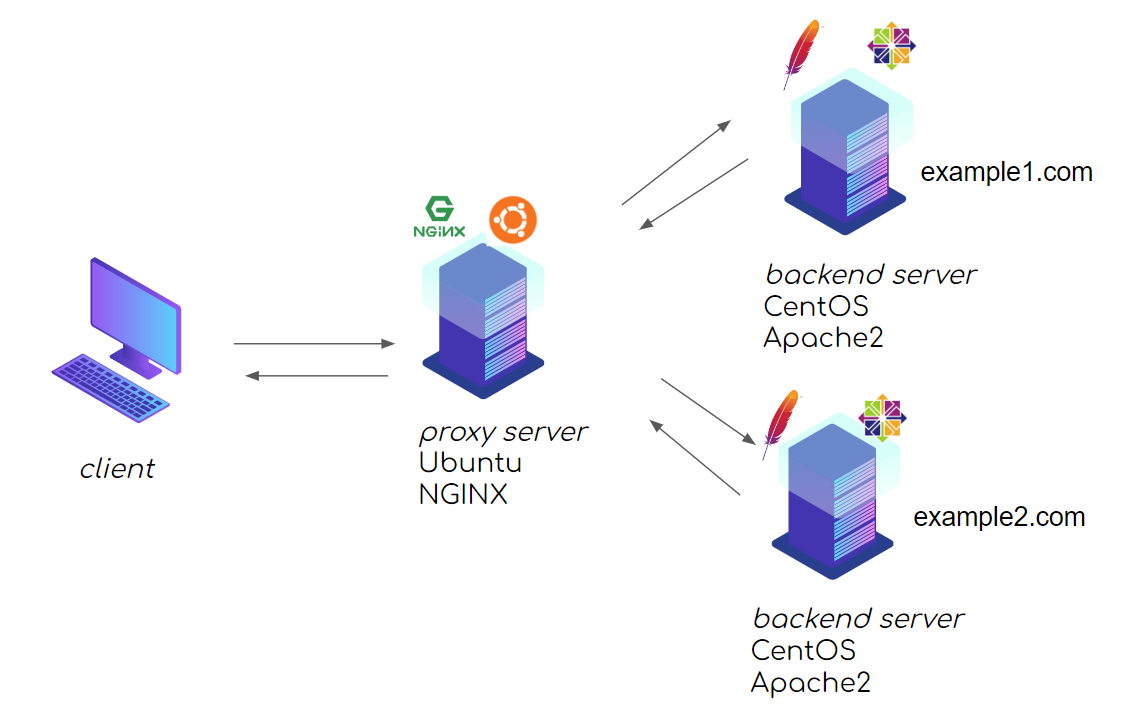 client
NGINX
proxy server
Ubuntu
NGINX
example1.com
backend server
CentOS
Apache2
example2.com
backend server
CentOS
Apache2